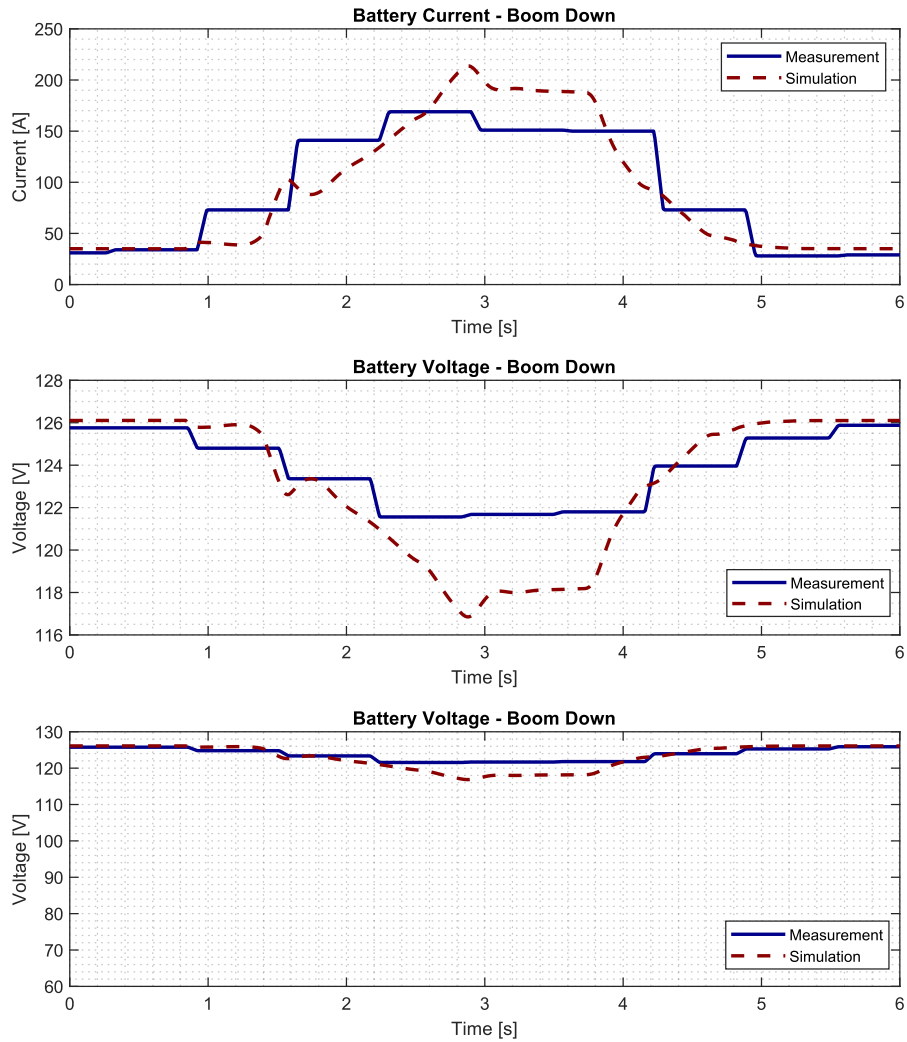 Battery Current - Boom Down
250
200
150
100
50
0
Current [A]
Measurement
Simulation
0 1 2 3 4 5 6
Time [s]
Battery Voltage - Boom Down
128
126
124
122
120
118
116
Voltage [V]
Measurement
Simulation
0 1 2 3 4 5 6
Time [s]
Battery Voltage - Boom Down
130
120
110
100
90
80
70
60
Voltage [V]
Measurement
Simulation
0 1 2 3 4 5 6
Time [s]